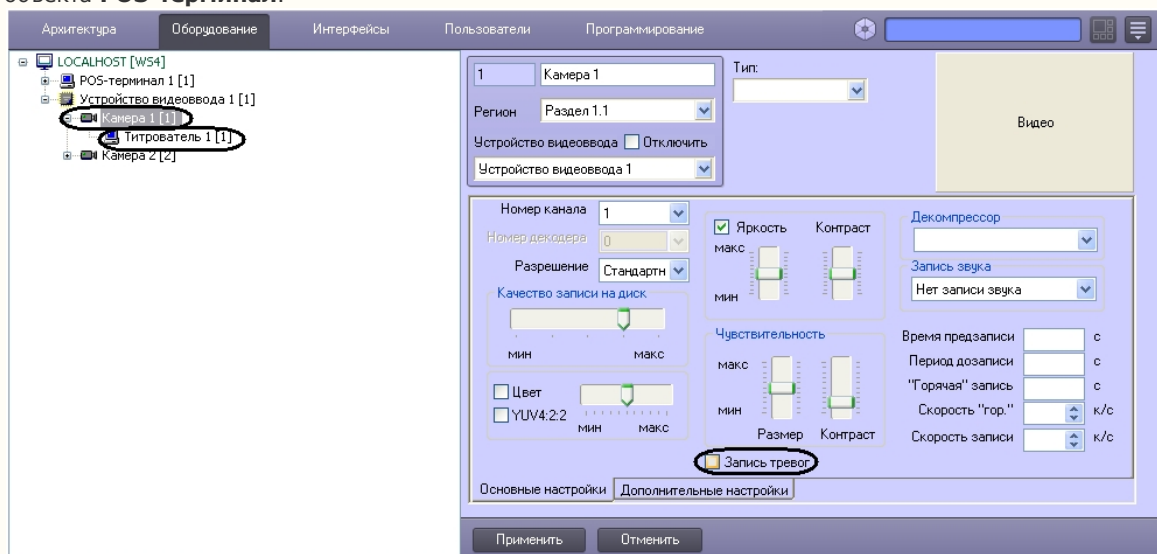 объекта POS-терминал.
Архитектура Оборудование Интерфейсы Пользователи Программирование
LOCALHOST [WS4]
POS-терминал 1 [1]
Устройство видеоввода 1 [1]
Камера 1 [1]
Титрователь 1 [1]
Камера 2 [2]
1 Камера 1
Тип:
Регион Раздел 1.1
Устройство видеоввода Отключить
Устройство видеоввода 1
Видео
Номер канала 1
Номер декодера 0
Разрешение Стандартн
Качество записи на диск
мин макс
Цвет
YUV4:2:2
мин макс
Яркость Контраст
макс
мин
Чувствительность
макс
мин
Размер Контраст
Запись тревог
Декомпрессор
Запись звука
Нет записи звука
Время предзаписи с
Период дозаписи с
"Горячая" запись с
Скорость "гор." к/с
Скорость записи к/с
Основные настройки Дополнительные настройки
Применить Отменить